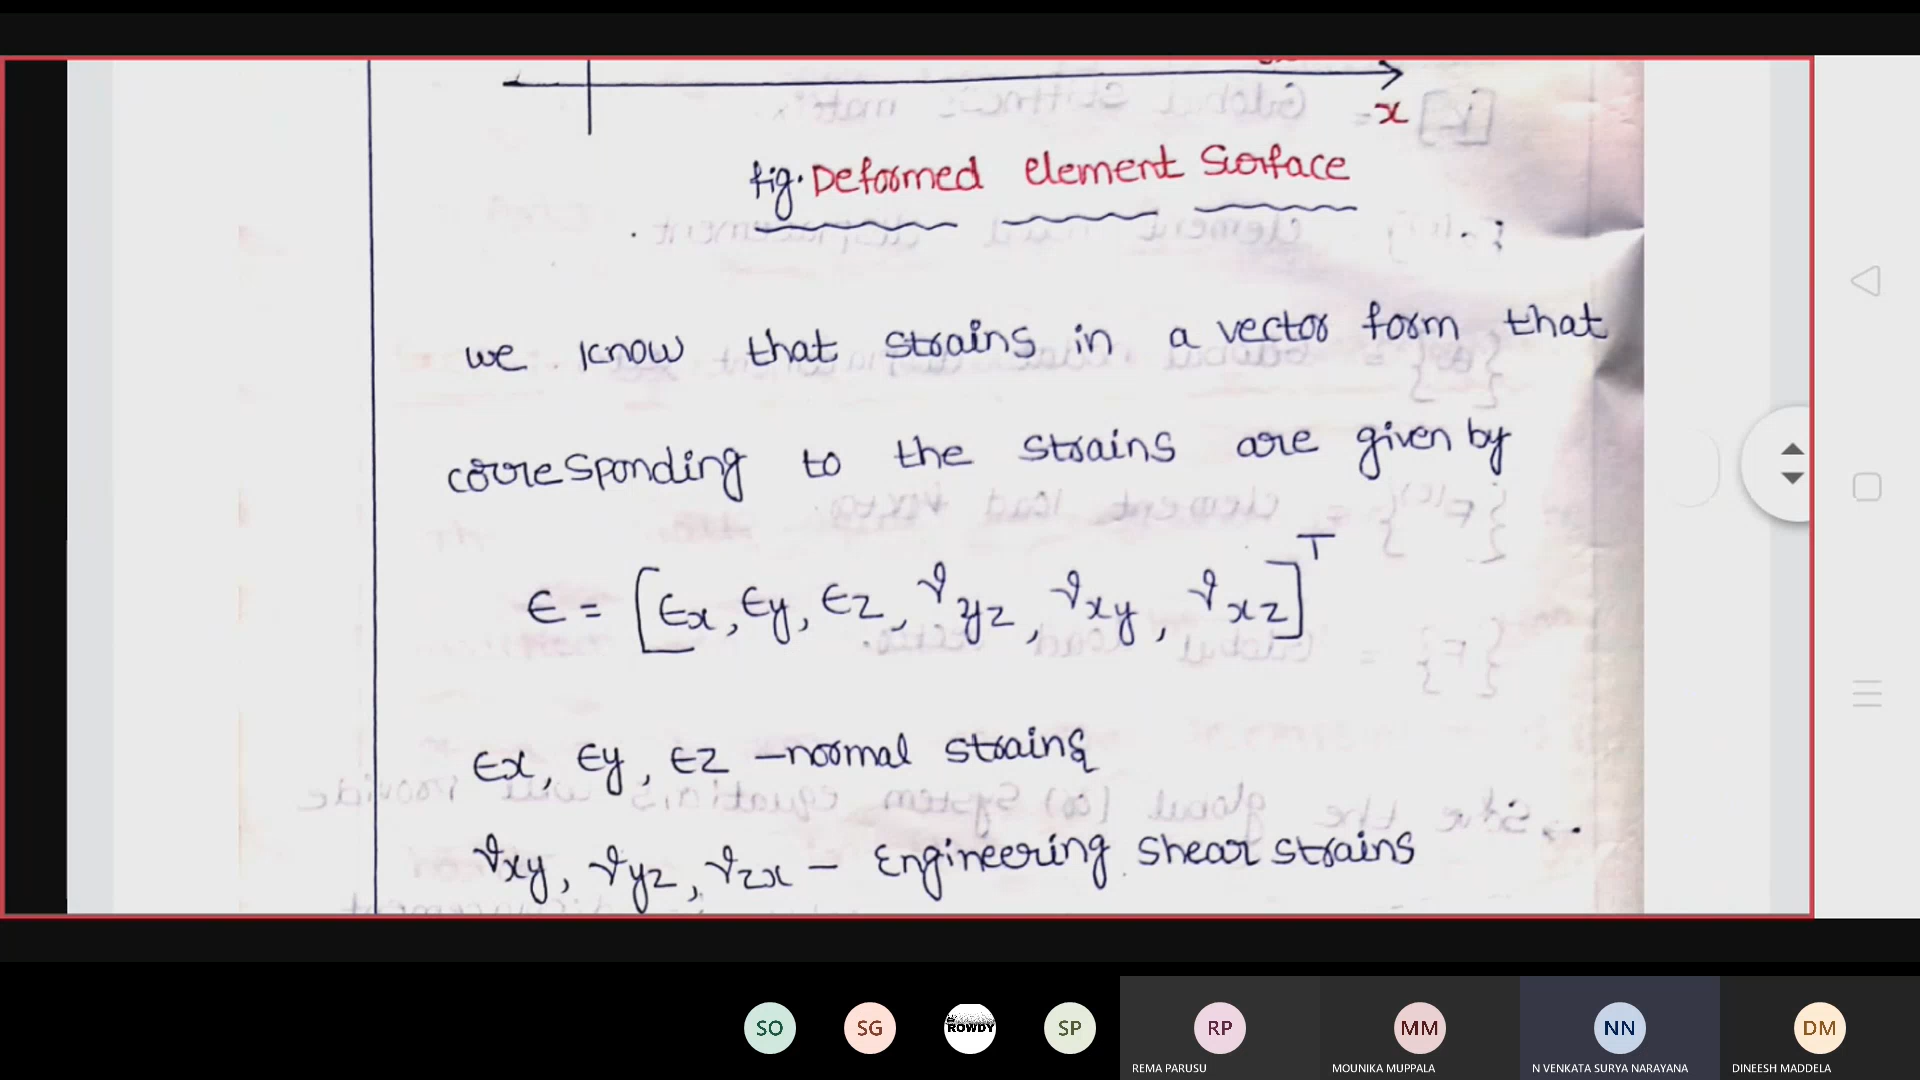 x
fig. Deformed element Surface
we know that strains in a vector form that
corresponding to the strains are given by
ϵ = [ϵx, ϵy, ϵz, γyz, γxy, γxz]^T
ϵx, ϵy, ϵz – normal strains
γxy, γyz, γzx – Engineering shear strains
SO SG ROWDY SP RP MM NN DM
REMA PARUSU MOUNIKA MUPPALA N VENKATA SURYA NARAYANA DINEESH MADDELA